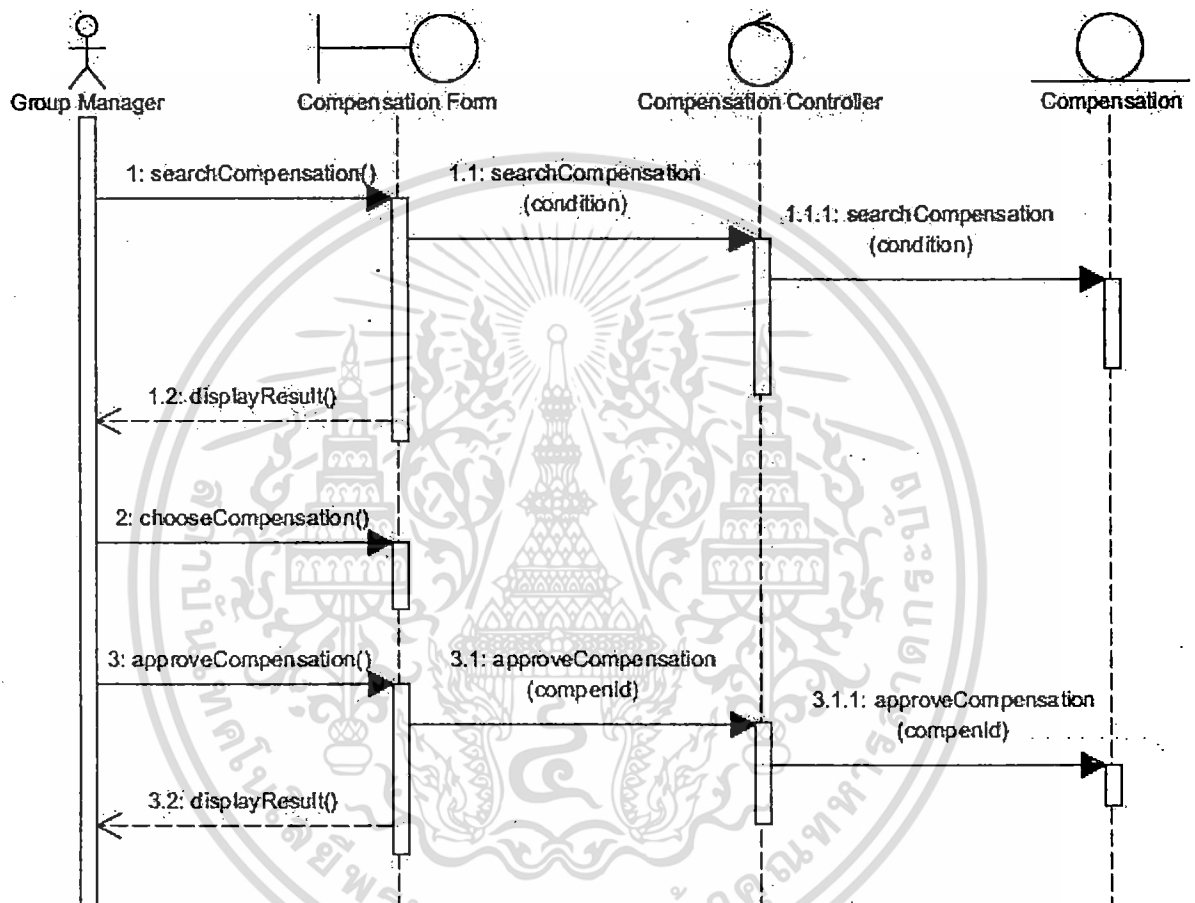 Group Manager
Compensation Form
Compensation Controller
Compensation
1: searchCompensation()
1.1: searchCompensation
(condition)
1.1.1: searchCompensation
(condition)
1.2: displayResult()
2: chooseCompensation()
3: approveCompensation()
3.1: approveCompensation
(compenId)
3.1.1: approveCompensation
(compenId)
3.2: displayResult()